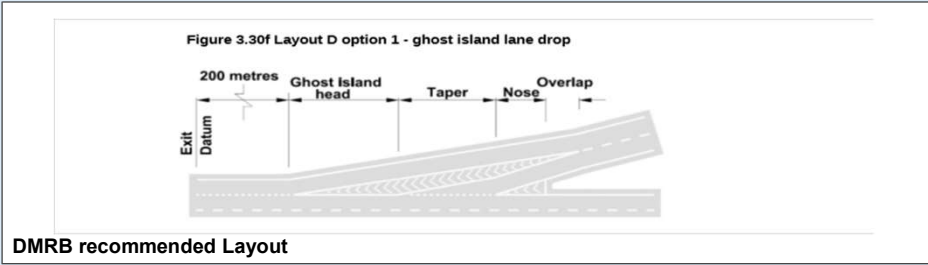 Figure 3.30f Layout D option 1 - ghost island lane drop
200 metres
Ghost Island
head
Taper
Nose
Overlap
Exit
Datum
DMRB recommended Layout